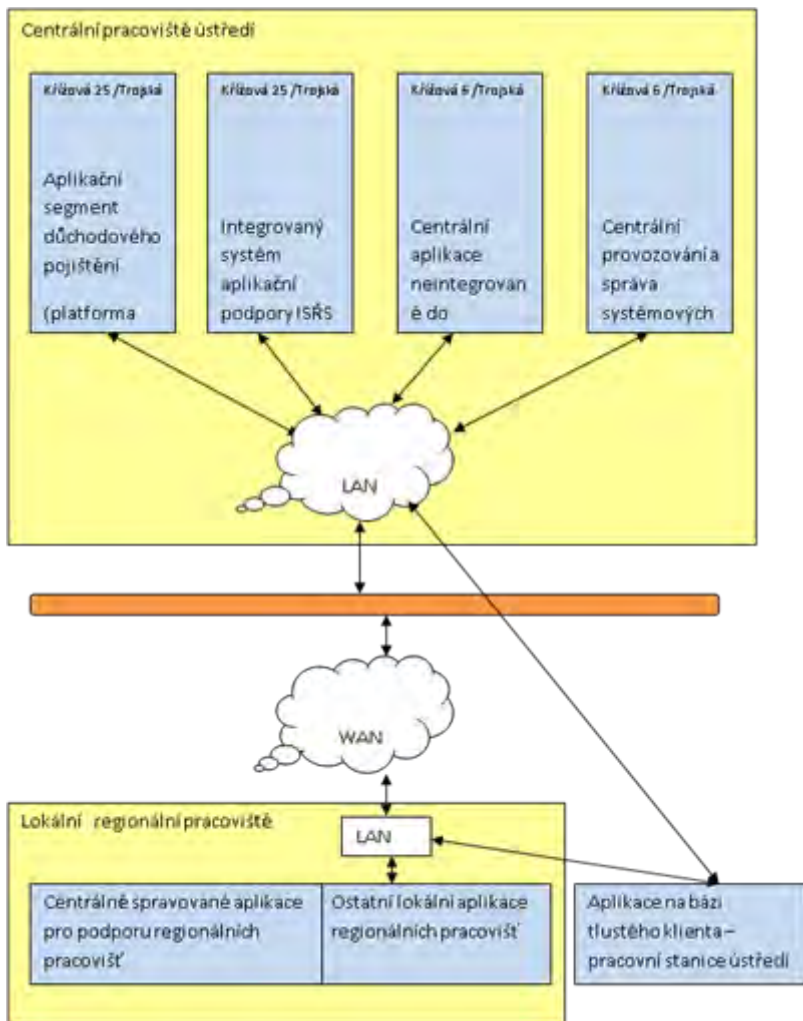 Centrální pracoviště ústředí
Křížová 25 /Trojská
Aplikační
segment
důchodového
pojištění
(platforma
Křížová 25 /Trojská
Integrovaný
systém
aplikační
podpory ISŘS
Křížová 6 /Trojská
Centrální
aplikace
neintegrovan
é do
Křížová 6 /Trojská
Centrální
provozování a
správa
systémových
LAN
WAN
Lokální regionální pracoviště
LAN
Centrálně spravované aplikace
pro podporu regionálních
pracovišť
Ostatní lokální aplikace
regionálních pracovišť
Aplikace na bázi
tlustého klienta –
pracovní stanice ústředí